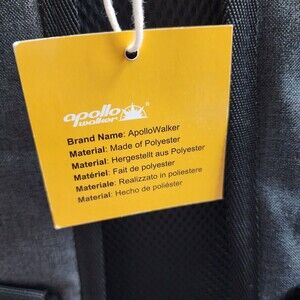 apollo
walker ®
Brand Name: ApolloWalker
Material: Made of Polyester
Material: Hergestellt aus Polyester
Matériel: Fait de polyester
Materiale: Realizzato in poliestere
Material: Hecho de poliéster